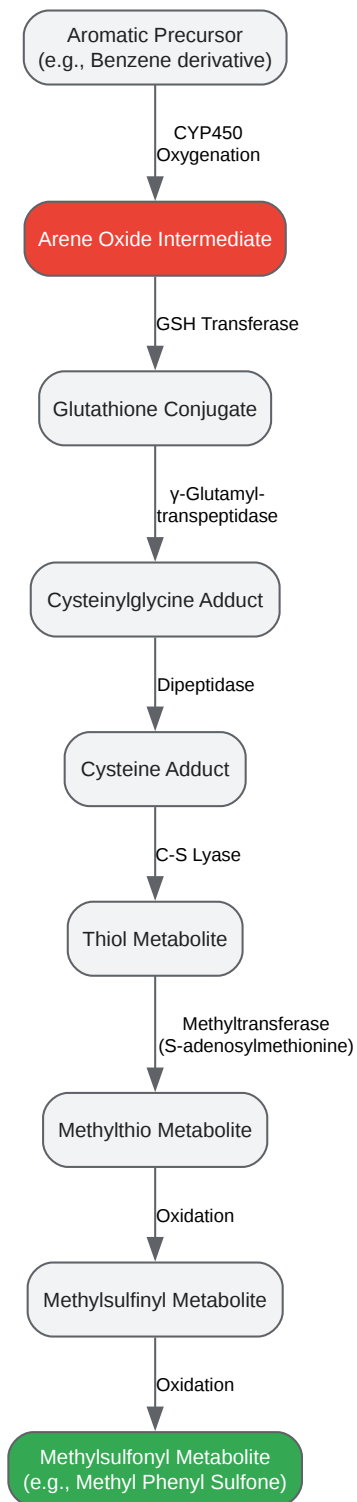 Aromatic Precursor
(e.g., Benzene derivative)
CYP450
Oxygenation
Arene Oxide Intermediate
GSH Transferase
Glutathione Conjugate
γ-Glutamyl-
transpeptidase
Cysteinylglycine Adduct
Dipeptidase
Cysteine Adduct
C-S Lyase
Thiol Metabolite
Methyltransferase
(S-adenosylmethionine)
Methylthio Metabolite
Oxidation
Methylsulfinyl Metabolite
Oxidation
Methylsulfonyl Metabolite
(e.g., Methyl Phenyl Sulfone)